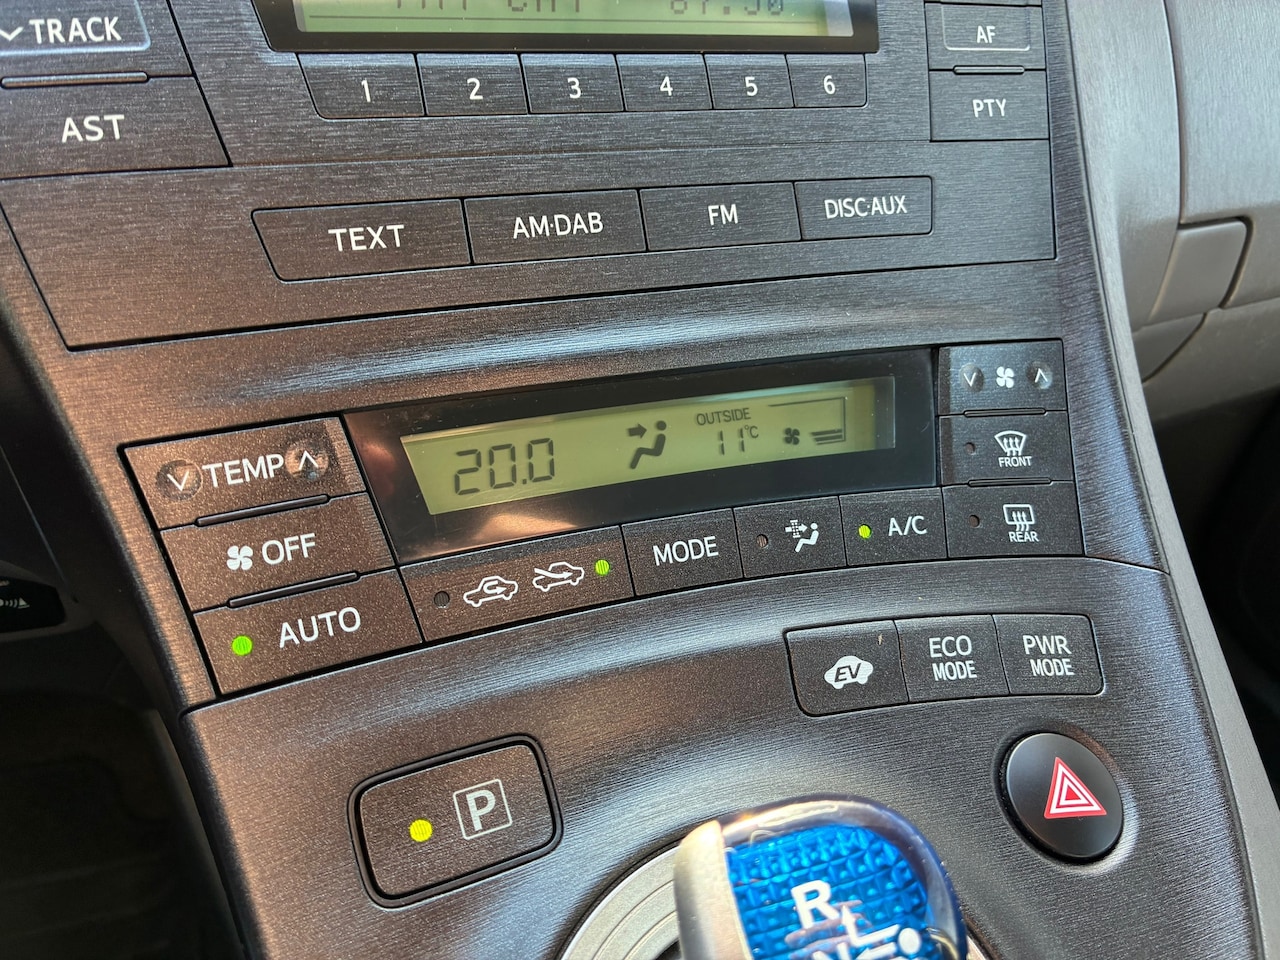 TRACK
AST
1 2 3 4 5 6
AF
PTY
TEXT
AM·DAB
FM
DISC·AUX
TEMP
OFF
AUTO
20.0
OUTSIDE
11°C
MODE
A/C
FRONT
REAR
EV
ECO
MODE
PWR
MODE
P
R